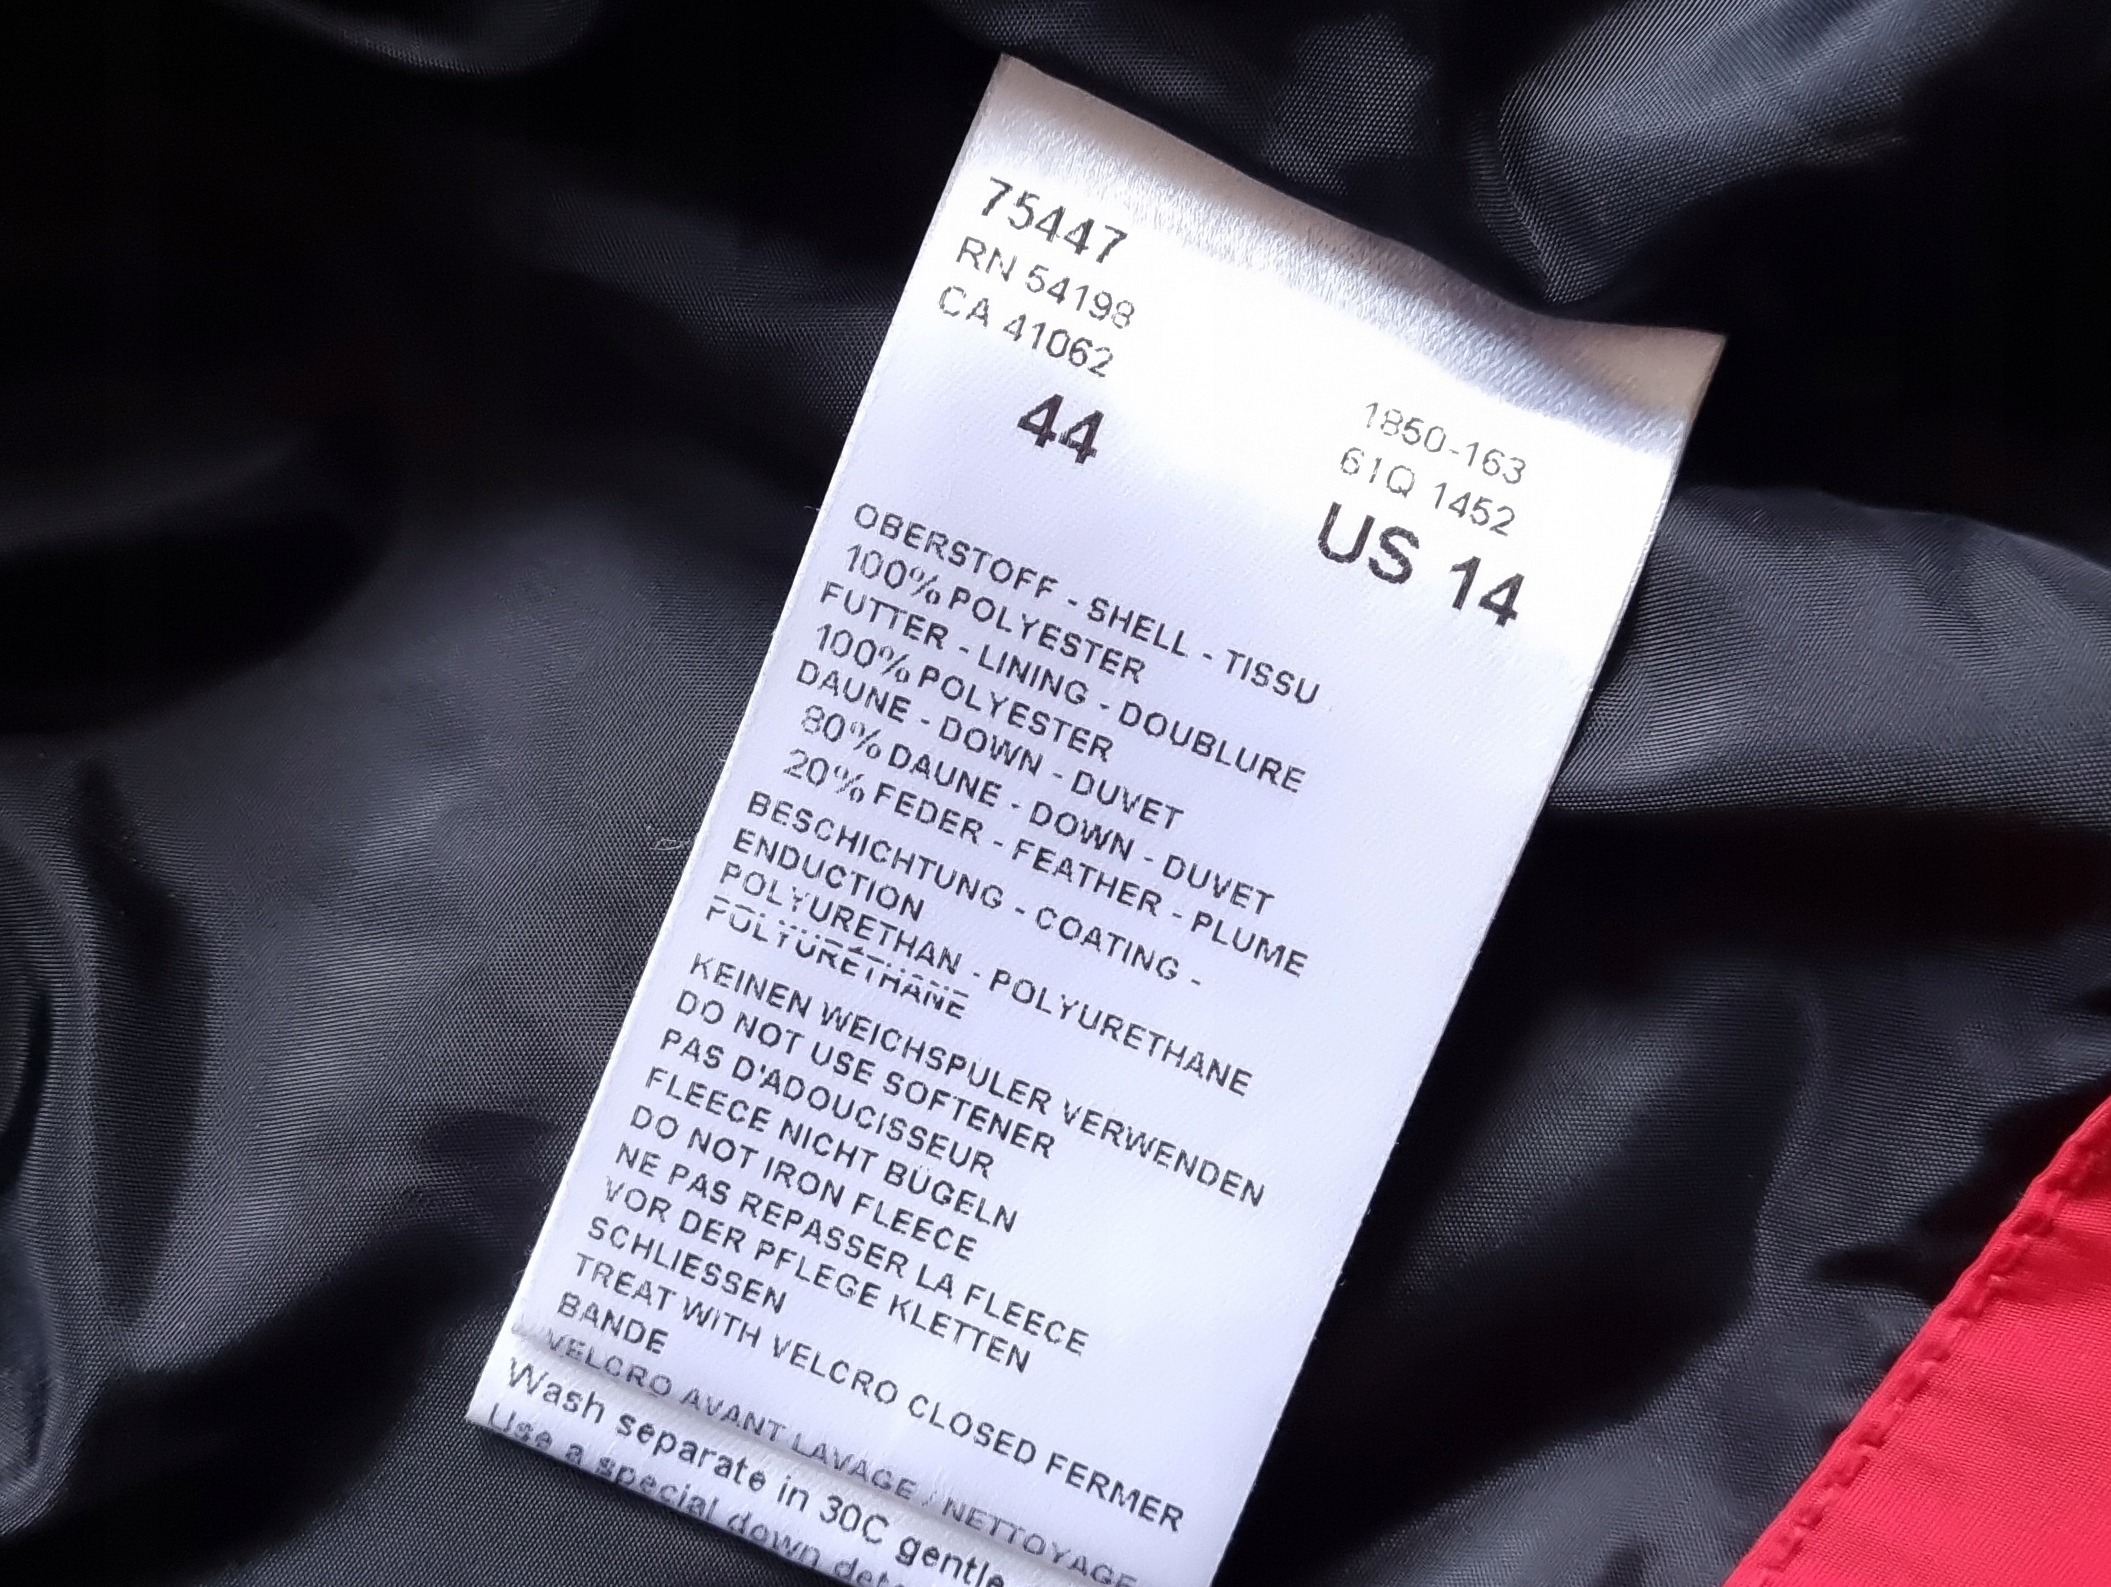 75447
RN 54198
CA 41062
44
1850-163
61Q 1452
US 14
OBERSTOFF - SHELL - TISSU
100% POLYESTER
FUTTER - LINING - DOUBLURE
100% POLYESTER
DAUNE - DOWN - DUVET
80% DAUNE - DOWN - DUVET
20% FEDER - FEATHER - PLUME
BESCHICHTUNG - COATING -
ENDUCTION
POLYURETHAN - POLYURETHANE
POLYURETHANE
KEINEN WEICHSPÜLER VERWENDEN
DO NOT USE SOFTENER
PAS D'ADOUCISSEUR
FLEECE NICHT BÜGELN
DO NOT IRON FLEECE
NE PAS REPASSER LA FLEECE
VOR DER PFLEGE KLETTEN
SCHLIESSEN
TREAT WITH VELCRO CLOSED FERMER
BANDE
VELCRO AVANT LAVAGE / NETTOYAGE
Wash separate in 30C gentle
Use a special down